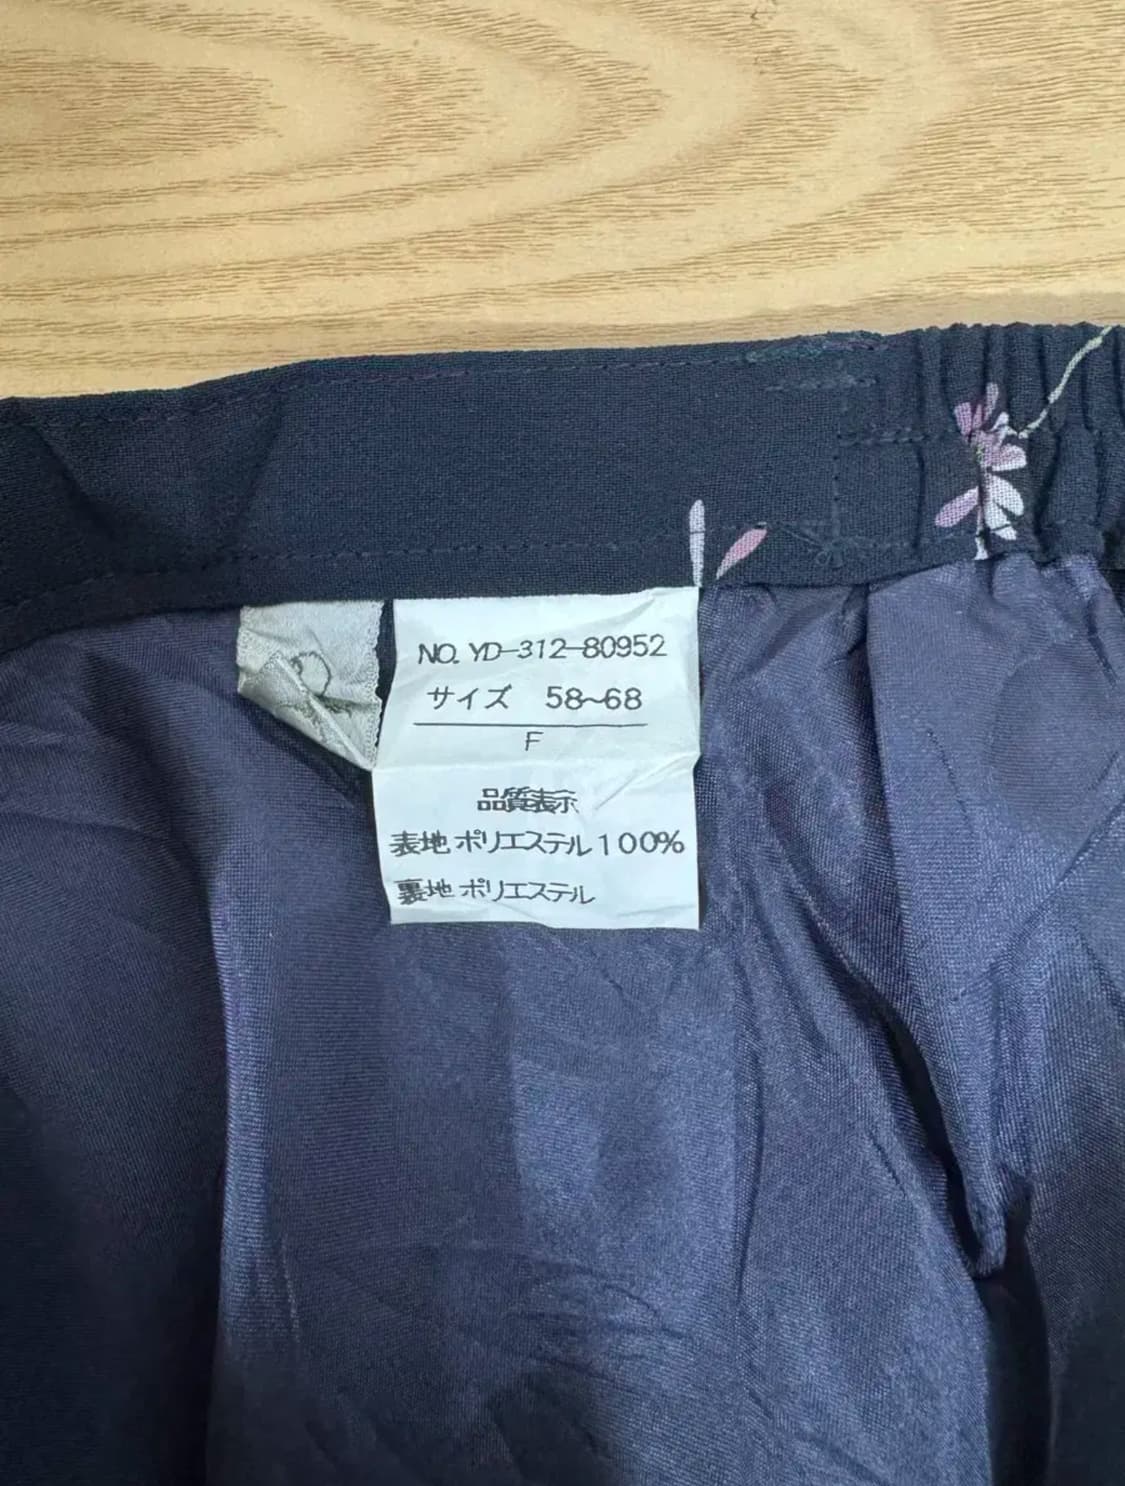 NO. YD-312-80952
サイズ 58~68
F
品質表示
表地 ポリエステル100%
裏地 ポリエステル